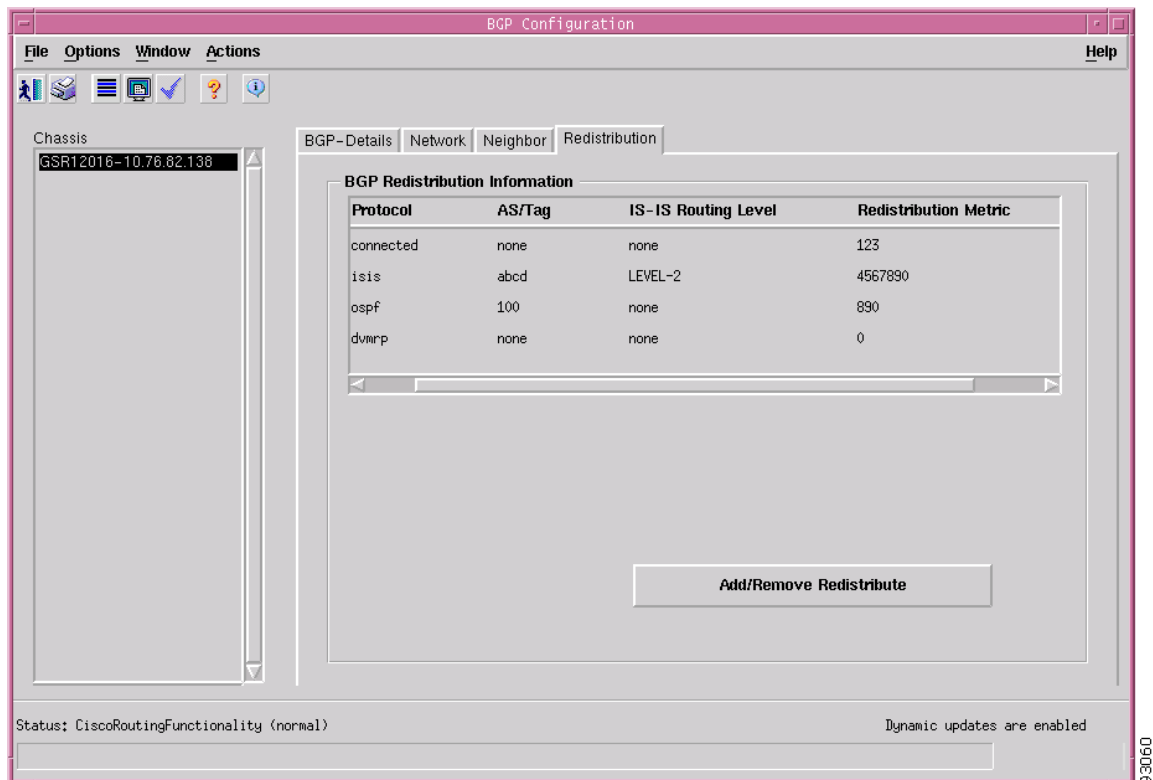 BGP Configuration
File Options Window Actions Help
Chassis
GSR12016-10.76.82.138
BGP-Details Network Neighbor Redistribution
BGP Redistribution Information
Protocol AS/Tag IS-IS Routing Level Redistribution Metric
connected none none 123
isis abcd LEVEL-2 4567890
ospf 100 none 890
dvmrp none none 0
Add/Remove Redistribute
Status: CiscoRoutingFunctionality (normal) Dynamic updates are enabled
93060